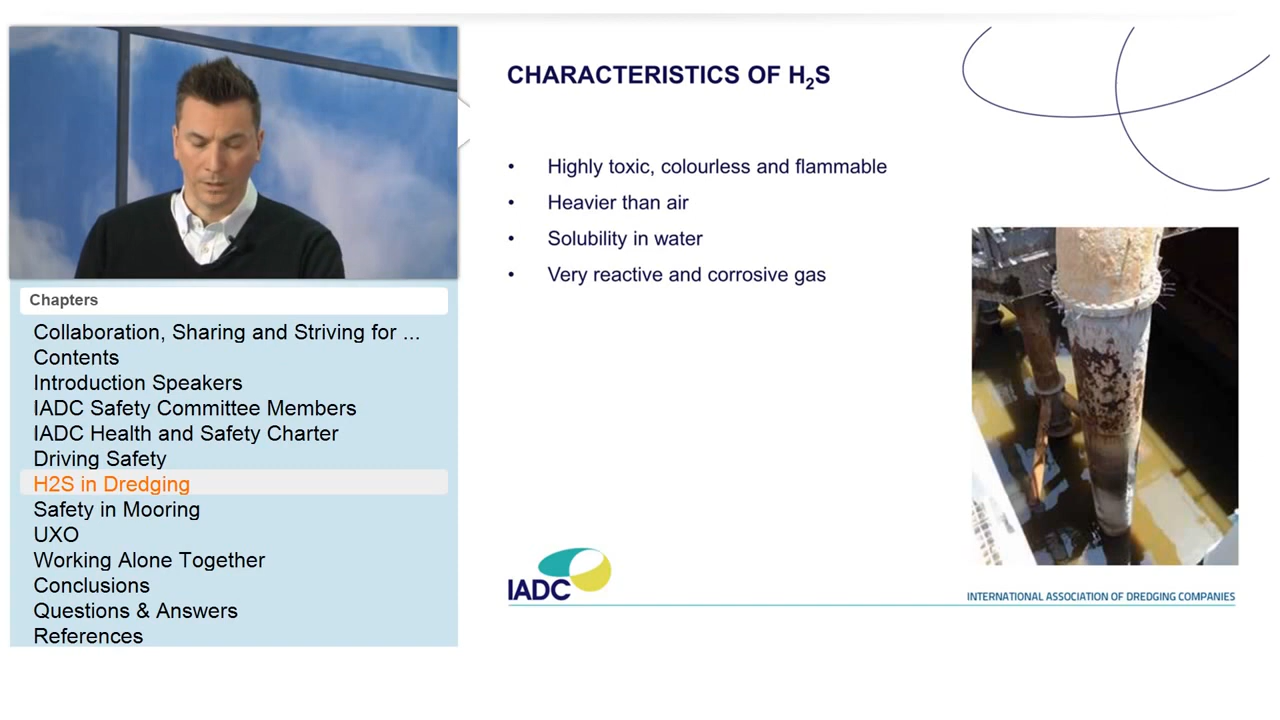 Chapters
Collaboration, Sharing and Striving for ...
Contents
Introduction Speakers
IADC Safety Committee Members
IADC Health and Safety Charter
Driving Safety
H2S in Dredging
Safety in Mooring
UXO
Working Alone Together
Conclusions
Questions & Answers
References
CHARACTERISTICS OF H₂S
• Highly toxic, colourless and flammable
• Heavier than air
• Solubility in water
• Very reactive and corrosive gas
IADC
INTERNATIONAL ASSOCIATION OF DREDGING COMPANIES